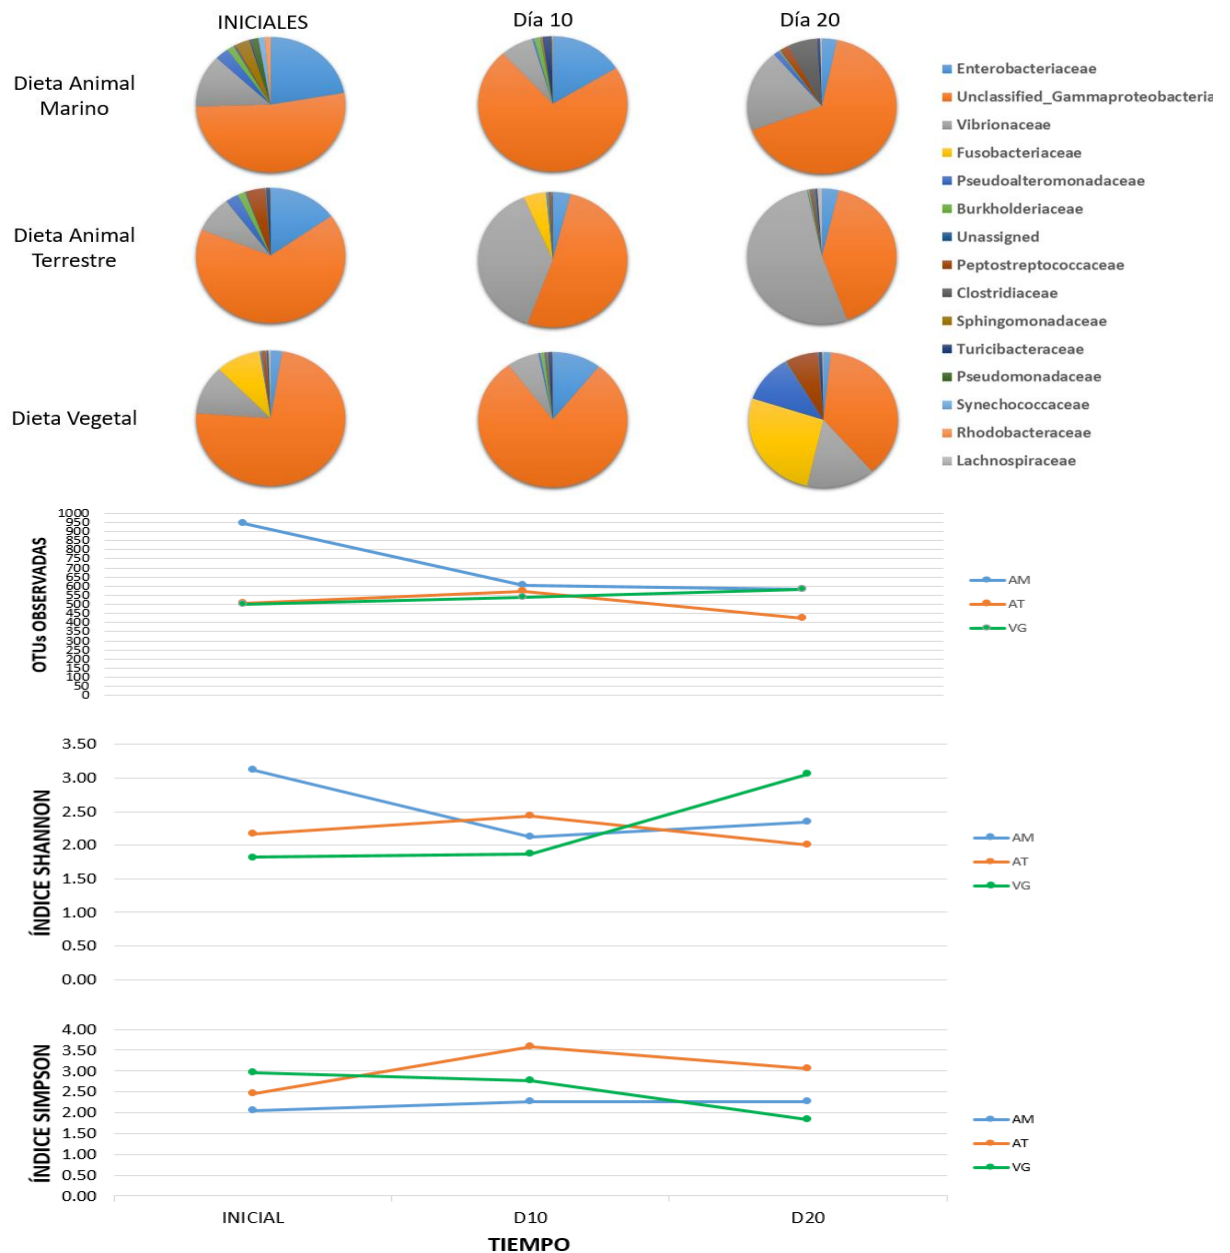 INICIALES
Día 10
Día 20
Dieta Animal
Marino
Dieta Animal
Terrestre
Dieta Vegetal
Enterobacteriaceae
Unclassified_Gammaproteobacteria
Vibrionaceae
Fusobacteriaceae
Pseudoalteromonadaceae
Burkholderiaceae
Unassigned
Peptostreptococcaceae
Clostridiaceae
Sphingomonadaceae
Turicibacteraceae
Pseudomonadaceae
Synechococcaceae
Rhodobacteraceae
Lachnospiraceae
OTUs OBSERVADAS
1000
950
900
850
800
750
700
650
600
550
500
450
400
350
300
250
200
150
100
50
0
AM
AT
VG
ÍNDICE SHANNON
3.50
3.00
2.50
2.00
1.50
1.00
0.50
0.00
AM
AT
VG
ÍNDICE SIMPSON
4.00
3.50
3.00
2.50
2.00
1.50
1.00
0.50
0.00
AM
AT
VG
INICIAL
D10
D20
TIEMPO